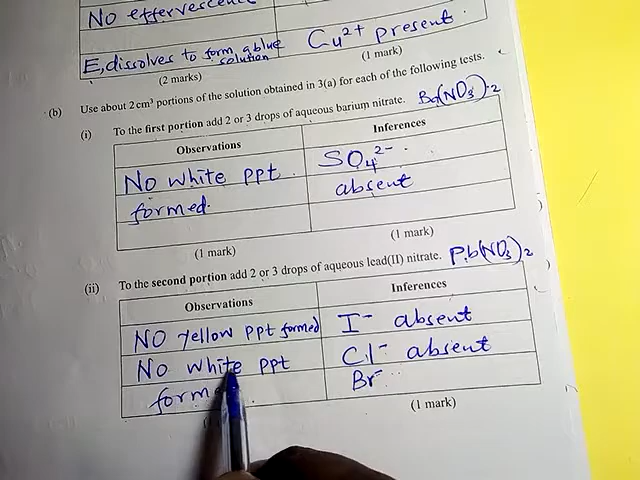 No effervescence
E, dissolves to form a blue solution
Cu2+ present.
(2 marks)
(1 mark)
(b) Use about 2 cm3 portions of the solution obtained in 3(a) for each of the following tests.
(i) To the first portion add 2 or 3 drops of aqueous barium nitrate. Ba(NO3).2
Observations Inferences
No white ppt. SO4 2- .
formed. absent
(1 mark) (1 mark)
(ii) To the second portion add 2 or 3 drops of aqueous lead(II) nitrate. Pb(NO3)2
Observations Inferences
NO yellow ppt formed I- absent
No white ppt Cl- absent
form Br-
(1 mark)